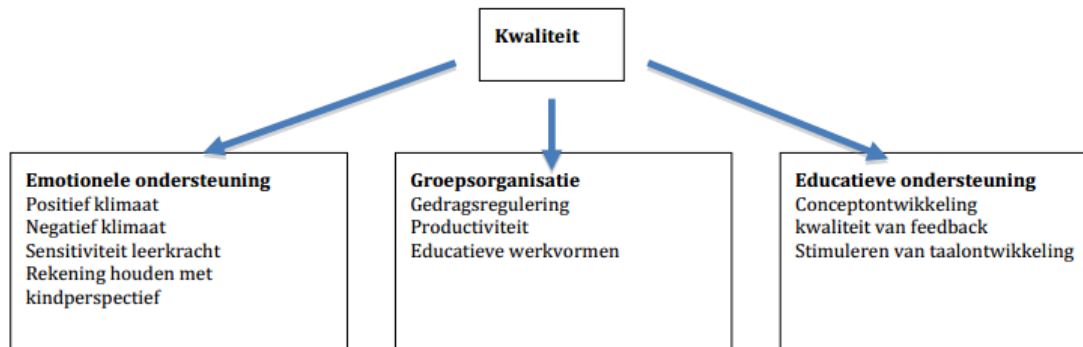 Kwaliteit
Emotionele ondersteuning
Positief klimaat
Negatief klimaat
Sensitiviteit leerkracht
Rekening houden met
kindperspectief
Groepsorganisatie
Gedragsregulering
Productiviteit
Educatieve werkvormen
Educatieve ondersteuning
Conceptontwikkeling
kwaliteit van feedback
Stimuleren van taalontwikkeling